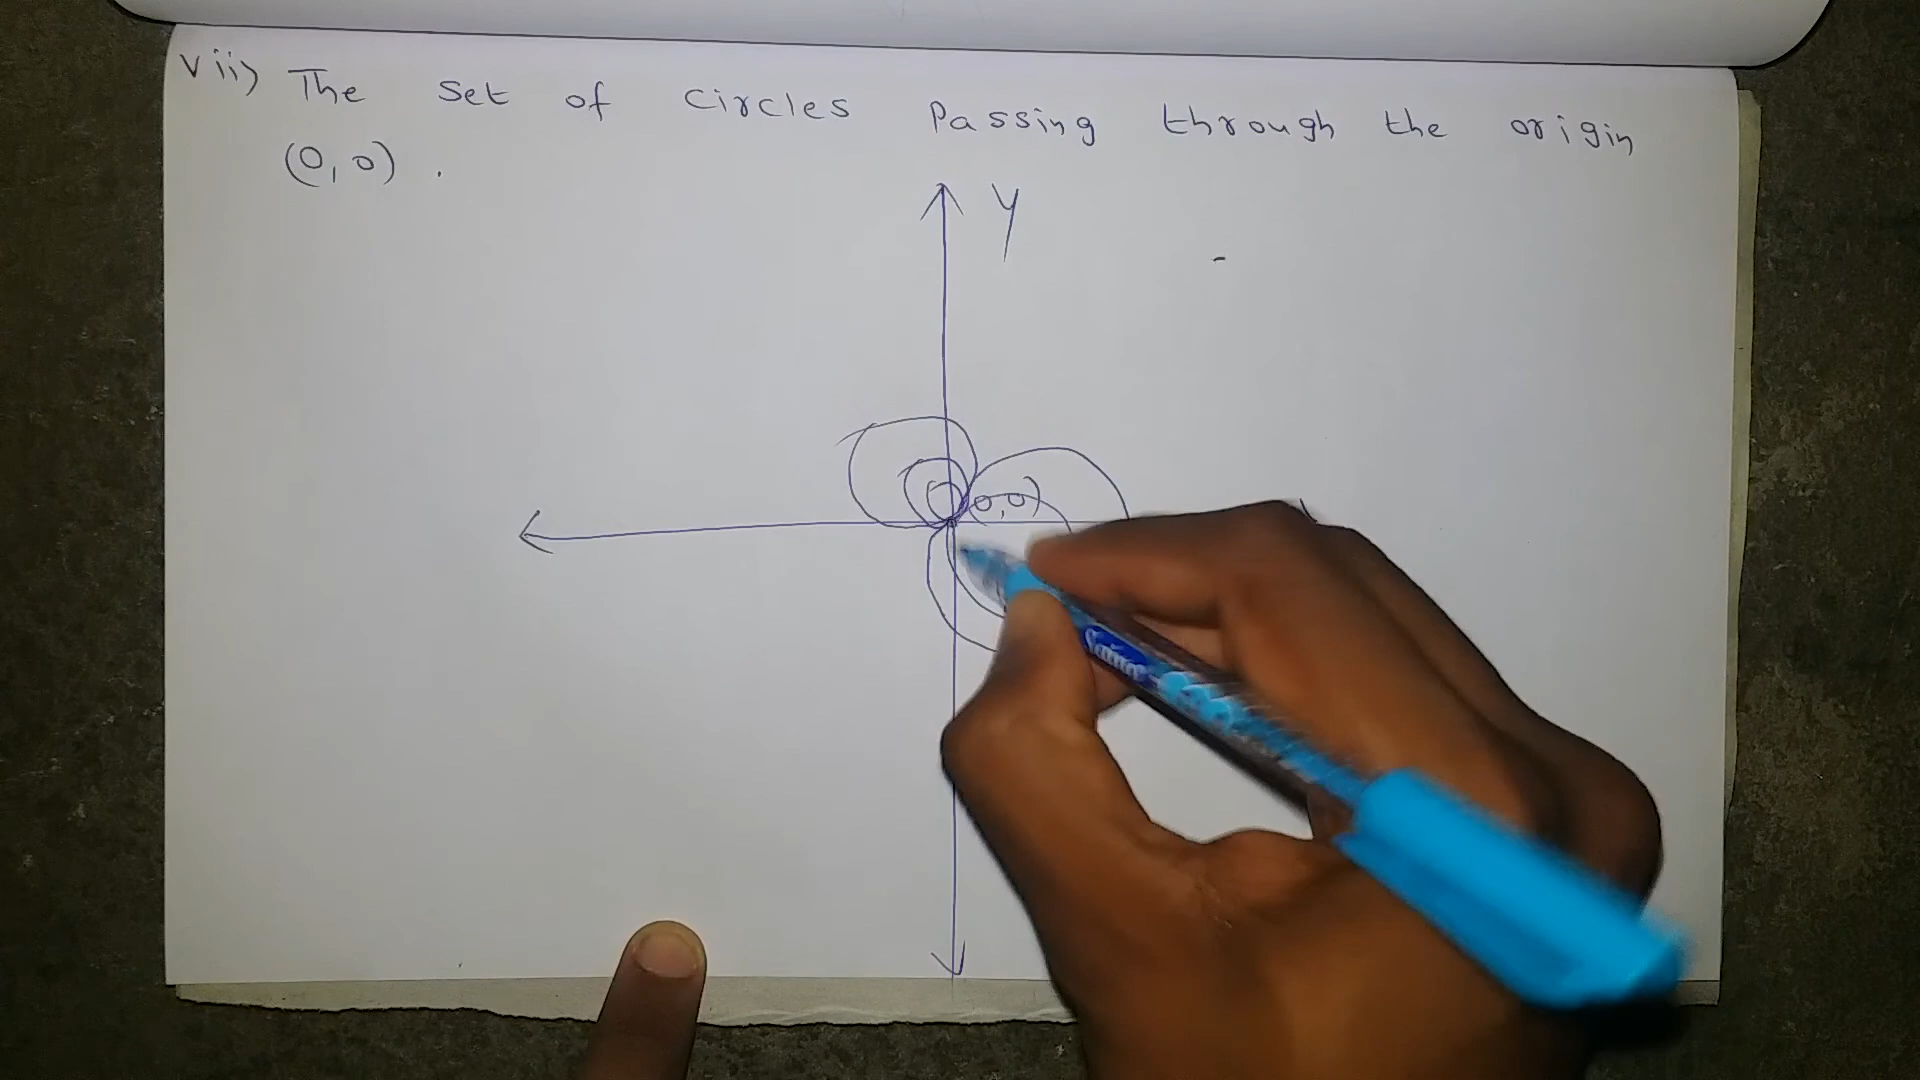 vii) The set of circles Passing through the origin
(0,0) .
Y
(0,0)